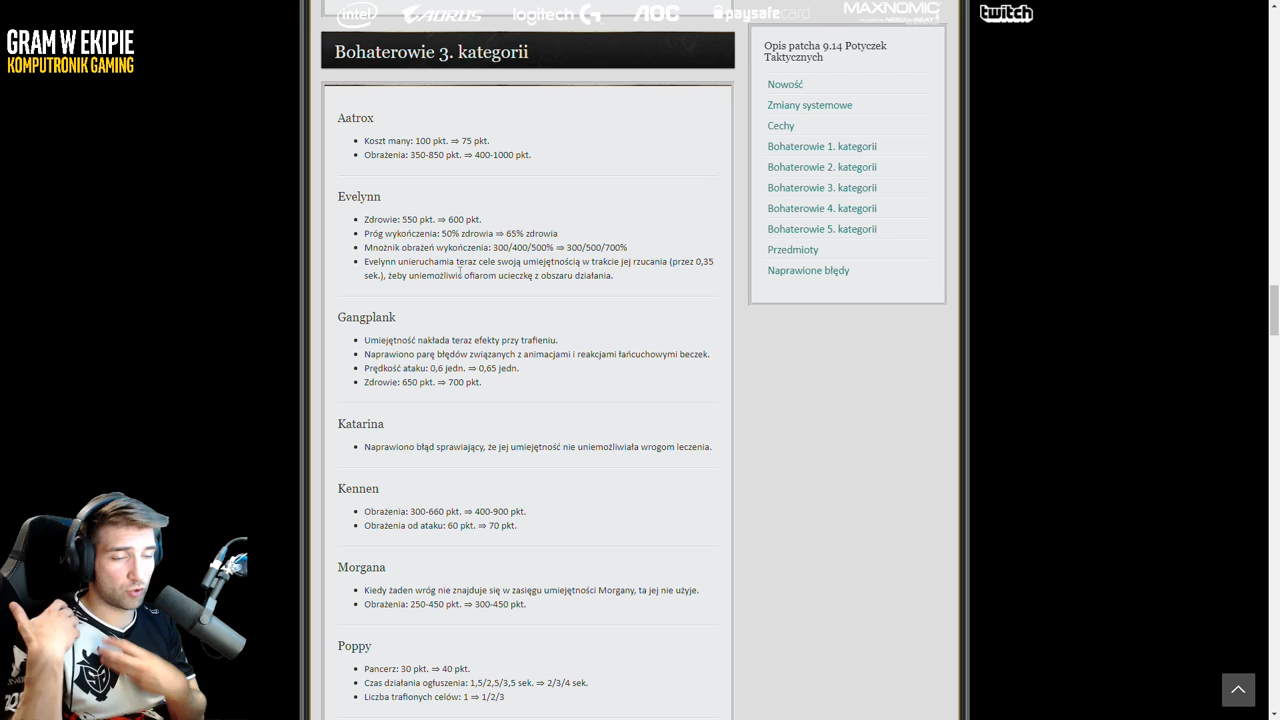 intel
AORUS
logitech G
AOC
paysafecard
MAXNOMIC
twitch
GRAM W EKIPIE
KOMPUTRONIK GAMING
Bohaterowie 3. kategorii
Aatrox
Koszt many: 100 pkt. ⇒ 75 pkt.
Obrażenia: 350-850 pkt. ⇒ 400-1000 pkt.
Evelynn
Zdrowie: 550 pkt. ⇒ 600 pkt.
Próg wykończenia: 50% zdrowia ⇒ 65% zdrowia
Mnożnik obrażeń wykończenia: 300/400/500% ⇒ 300/500/700%
Evelynn unieruchamia teraz cele swoją umiejętnością w trakcie jej rzucania (przez 0,35
sek.), żeby uniemożliwić ofiarom ucieczkę z obszaru działania.
Gangplank
Umiejętność nakłada teraz efekty przy trafieniu.
Naprawiono parę błędów związanych z animacjami i reakcjami łańcuchowymi beczek.
Prędkość ataku: 0,6 jedn. ⇒ 0,65 jedn.
Zdrowie: 650 pkt. ⇒ 700 pkt.
Katarina
Naprawiono błąd sprawiający, że jej umiejętność nie uniemożliwiała wrogom leczenia.
Kennen
Obrażenia: 300-660 pkt. ⇒ 400-900 pkt.
Obrażenia od ataku: 60 pkt. ⇒ 70 pkt.
Morgana
Kiedy żaden wróg nie znajduje się w zasięgu umiejętności Morgany, ta jej nie użyje.
Obrażenia: 250-450 pkt. ⇒ 300-450 pkt.
Poppy
Pancerz: 30 pkt. ⇒ 40 pkt.
Czas działania ogłuszenia: 1,5/2,5/3,5 sek. ⇒ 2/3/4 sek.
Liczba trafionych celów: 1 ⇒ 1/2/3
Opis patcha 9.14 Potyczek
Taktycznych
Nowość
Zmiany systemowe
Cechy
Bohaterowie 1. kategorii
Bohaterowie 2. kategorii
Bohaterowie 3. kategorii
Bohaterowie 4. kategorii
Bohaterowie 5. kategorii
Przedmioty
Naprawione błędy